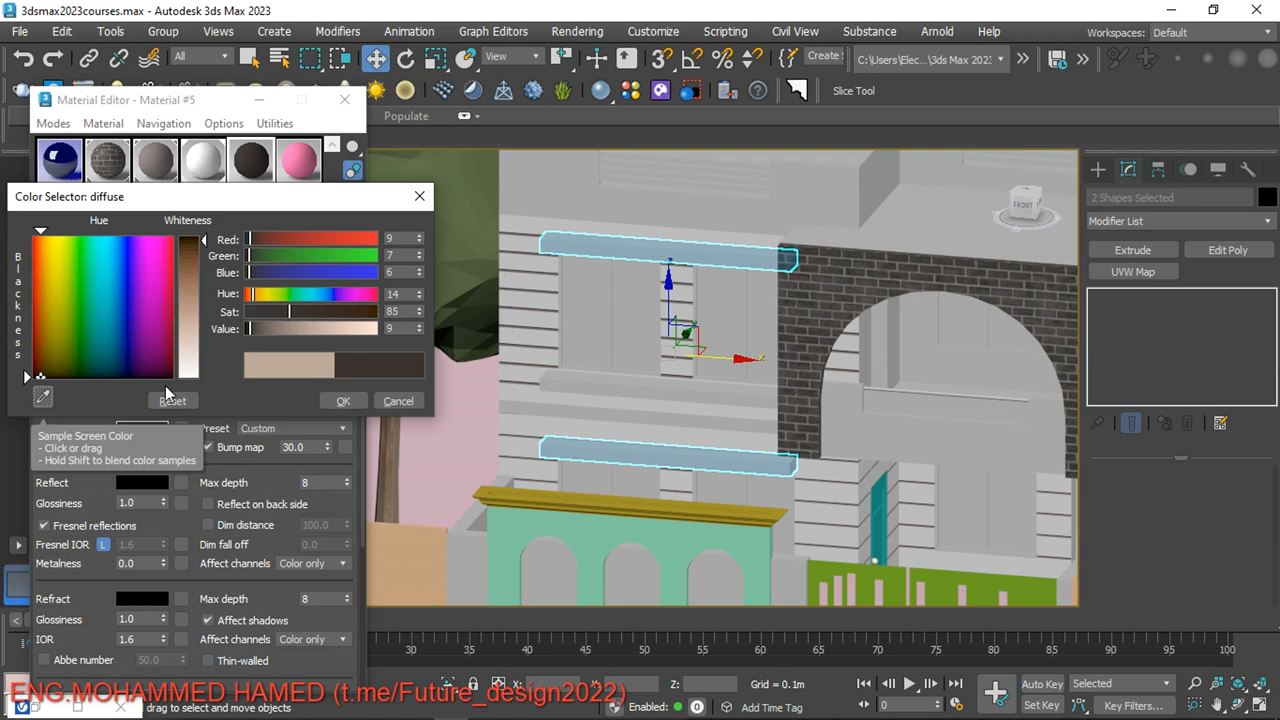 3dsmax2023courses.max - Autodesk 3ds Max 2023
File Edit Tools Group Views Create Modifiers Animation Graph Editors Rendering Customize Scripting Civil View Substance Arnold Help Workspaces: Default
All View Create C:\Users\Elec...\3ds Max 2023
Slice Tool
Material Editor - Material #5
Populate
Modes Material Navigation Options Utilities
Color Selector: diffuse
Hue Whiteness
Blackness
Red: 9
Green: 7
Blue: 6
Hue: 14
Sat: 85
Value: 9
Reset OK Cancel
Sample Screen Color
- Click or drag
- Hold Shift to blend color samples
Preset Custom
Bump map 30.0
Reflect Max depth 8
Glossiness 1.0 Reflect on back side
Fresnel reflections Dim distance 100.0
Fresnel IOR L 1.6 Dim fall off 0.0
Metalness 0.0 Affect channels Color only
Refract Max depth 8
Glossiness 1.0 Affect shadows
IOR 1.6 Affect channels Color only
Abbe number 50.0 Thin-walled
FRONT
2 Shapes Selected
Modifier List
Extrude Edit Poly
UVW Map
30 35 40 45 50 55 60 65 70 75 80 85 90 95 100
X: Y: Z: Grid = 0.1m
Auto Key Selected
ENG.MOHAMMED HAMED (t.me/Future_design2022)
drag to select and move objects Enabled: 0 Add Time Tag 0 Set Key Key Filters...